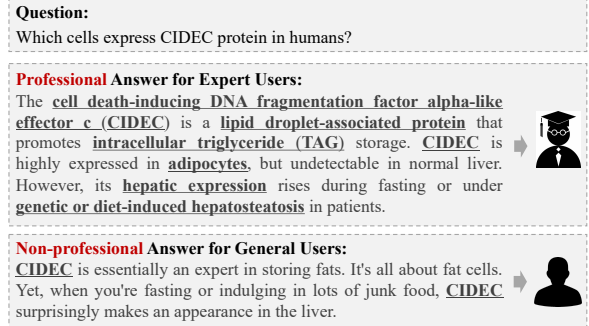 Question:
Which cells express CIDEC protein in humans?
Professional Answer for Expert Users:
The cell death-inducing DNA fragmentation factor alpha-like
effector c (CIDEC) is a lipid droplet-associated protein that
promotes intracellular triglyceride (TAG) storage. CIDEC is
highly expressed in adipocytes, but undetectable in normal liver.
However, its hepatic expression rises during fasting or under
genetic or diet-induced hepatosteatosis in patients.
Non-professional Answer for General Users:
CIDEC is essentially an expert in storing fats. It's all about fat cells.
Yet, when you're fasting or indulging in lots of junk food, CIDEC
surprisingly makes an appearance in the liver.